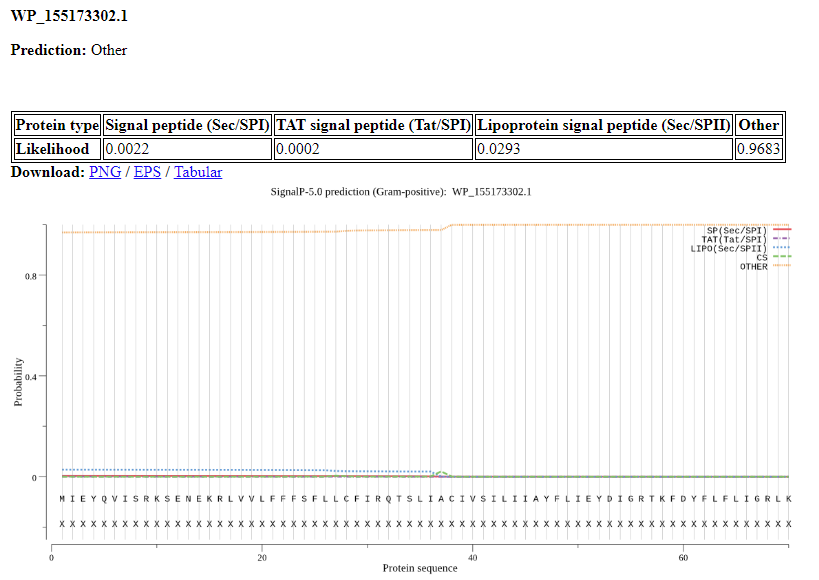 WP_155173302.1
Prediction: Other
Protein type Signal peptide (Sec/SPI) TAT signal peptide (Tat/SPI) Lipoprotein signal peptide (Sec/SPII) Other
Likelihood 0.0022 0.0002 0.0293 0.9683
Download: PNG / EPS / Tabular
SignalP-5.0 prediction (Gram-positive): WP_155173302.1
SP(Sec/SPI)
TAT(Tat/SPI)
LIPO(Sec/SPII)
CS
OTHER
0.8
0.4
0
Probability
M I E Y Q V I S R K S E N E K R L V V L F F F S F L L C F I R Q T S L I A C I V S I L I I A Y F L I E Y D I G R T K F D Y F L F L I G R L K
X X X X X X X X X X X X X X X X X X X X X X X X X X X X X X X X X X X X X X X X X X X X X X X X X X X X X X X X X X X X X X X X X X X X X X
0 20 40 60
Protein sequence